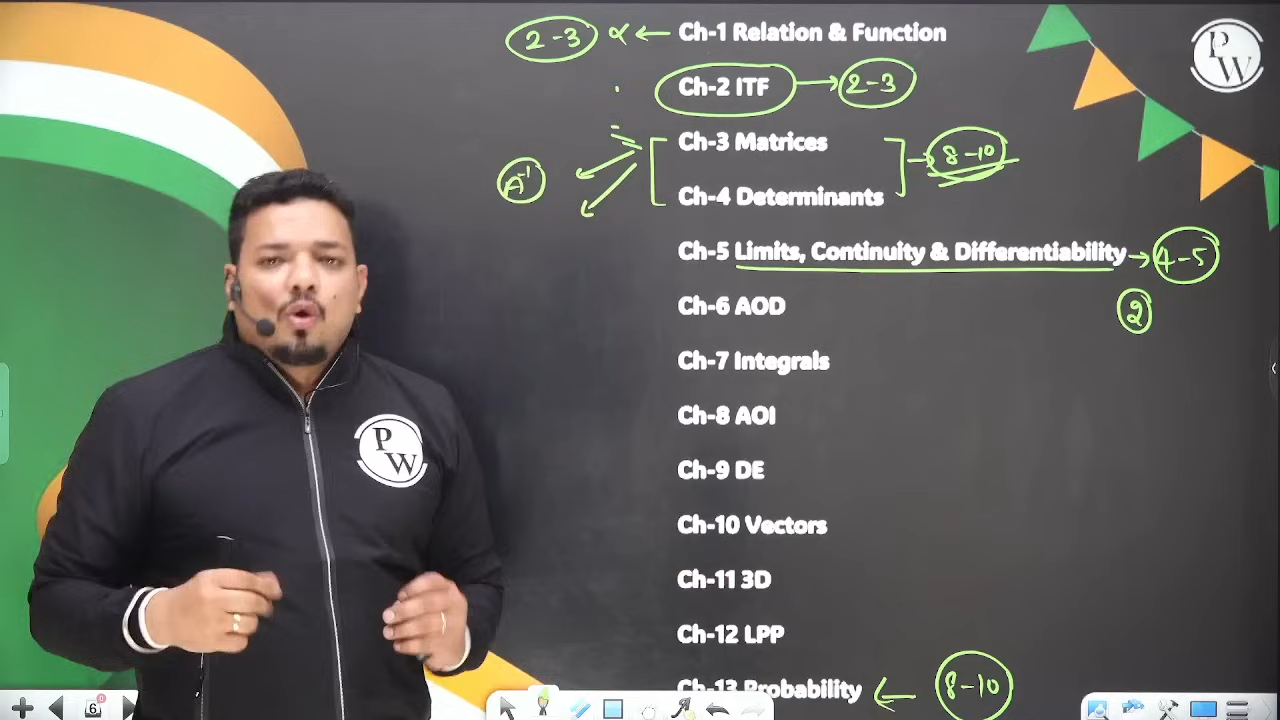 2-3 α ← Ch-1 Relation & Function
Ch-2 ITF → 2-3
Ch-3 Matrices
8-10
A⁻¹
Ch-4 Determinants
Ch-5 Limits, Continuity & Differentiability → 4-5
Ch-6 AOD
2
Ch-7 Integrals
Ch-8 AOI
Ch-9 DE
Ch-10 Vectors
Ch-11 3D
Ch-12 LPP
Ch-13 Probability ← 8-10
PW
PW
6